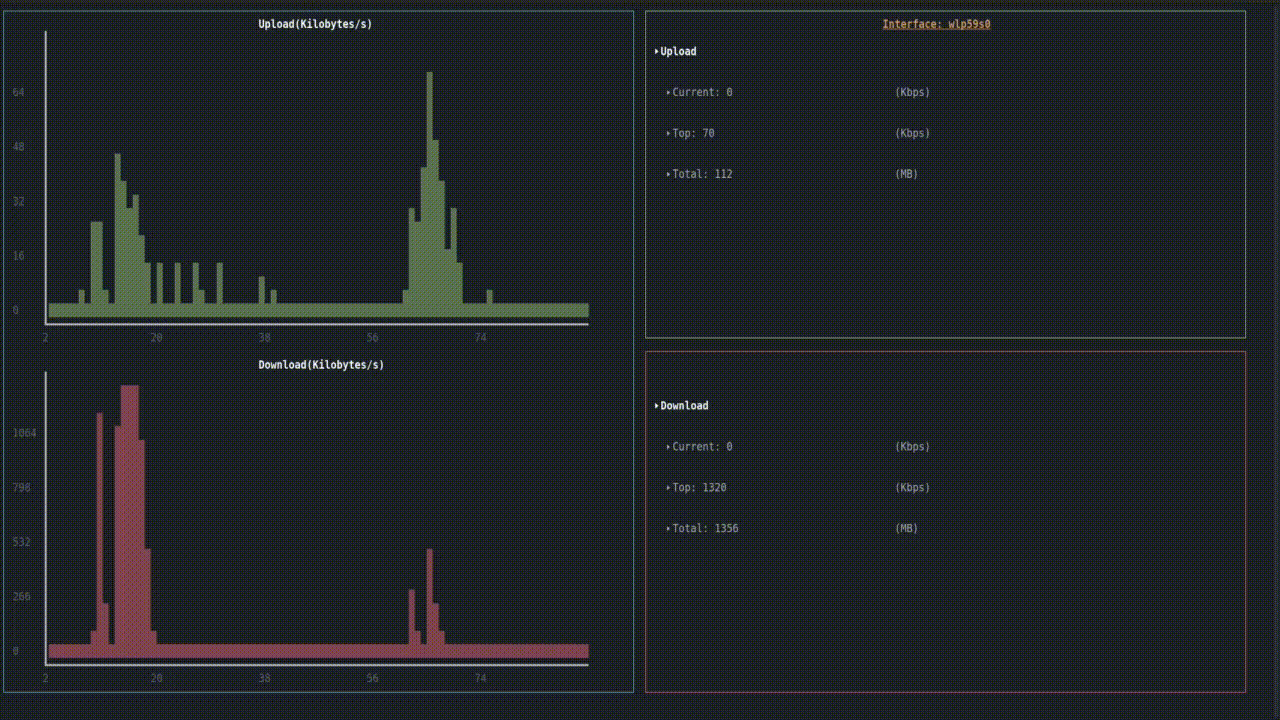 Upload(Kilobytes/s)
64
48
32
16
0
2 20 38 56 74
Download(Kilobytes/s)
1064
798
532
266
0
2 20 38 56 74
Interface: wlp59s0
▸Upload
▸Current: 0 (Kbps)
▸Top: 70 (Kbps)
▸Total: 112 (MB)
▸Download
▸Current: 0 (Kbps)
▸Top: 1320 (Kbps)
▸Total: 1356 (MB)